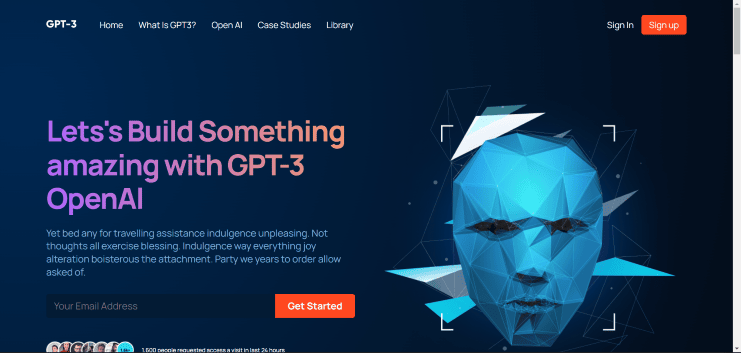 GPT-3 Home What Is GPT3? Open AI Case Studies Library Sign In Sign up
Lets's Build Something
amazing with GPT-3
OpenAI
Yet bed any for travelling assistance indulgence unpleasing. Not
thoughts all exercise blessing. Indulgence way everything joy
alteration boisterous the attachment. Party we years to order allow
asked of.
Your Email Address Get Started
1,600 people requested access a visit in last 24 hours